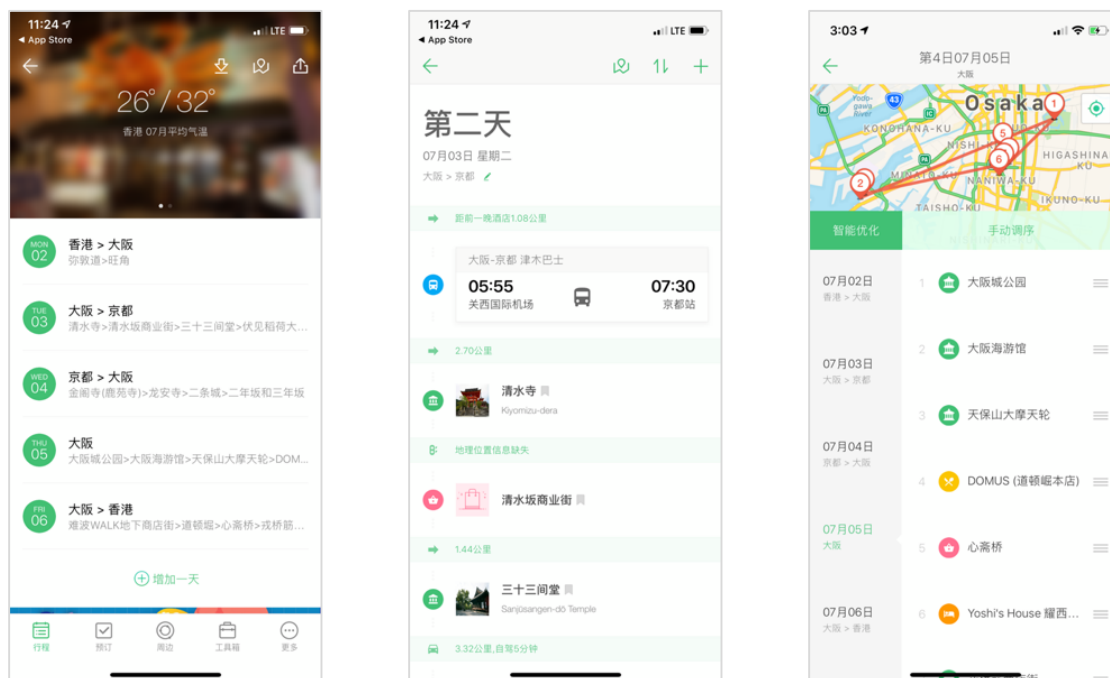 11:24
LTE
App Store
26°/32°
香港 07月平均气温
MON 02
香港 > 大阪
弥敦道>旺角
TUE 03
大阪 > 京都
清水寺>清水坂商业街>三十三间堂>伏见稻荷大...
WED 04
京都 > 大阪
金阁寺(鹿苑寺)>龙安寺>二条城>二年坂和三年坂
THU 05
大阪
大阪城公园>大阪海游馆>天保山大摩天轮>DOM...
FRI 06
大阪 > 香港
难波WALK地下商店街>道顿堀>心斋桥>戎桥筋...
增加一天
行程
预订
周边
工具箱
更多
11:24
LTE
App Store
第二天
07月03日 星期二
大阪 > 京都
距前一晚酒店1.08公里
大阪-京都 津木巴士
05:55
07:30
关西国际机场
京都站
2.70公里
清水寺
Kiyomizu-dera
地理位置信息缺失
清水坂商业街
1.44公里
三十三间堂
Sanjūsangen-dō Temple
3.32公里,自驾5分钟
3:03
第4日07月05日
大阪
Yodo-
gawa
River
43
Osaka
KONOHANA-KU
NISHI-
HIGASHINA
KU
NANIWA-KU
TAISHO-KU
IKUNO-KU
1
5
6
2
智能优化
手动调序
07月02日
香港 > 大阪
07月03日
大阪 > 京都
07月04日
京都 > 大阪
07月05日
大阪
07月06日
大阪 > 香港
1 大阪城公园
2 大阪海游馆
3 天保山大摩天轮
4 DOMUS (道顿崛本店)
5 心斋桥
6 Yoshi's House 耀西...